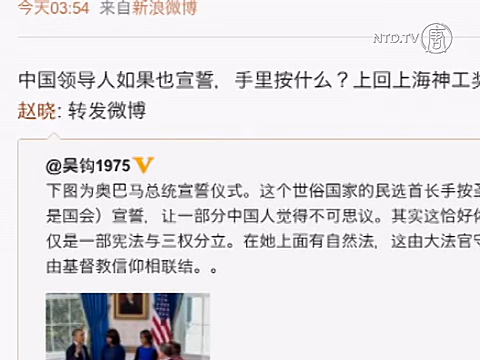 今天03:54 来自新浪微博
NTD.TV 唐
中国领导人如果也宣誓，手里按什么？上回上海神工
赵晓: 转发微博
@吴钩1975
下图为奥巴马总统宣誓仪式。这个世俗国家的民选首长手按
是国会）宣誓，让一部分中国人觉得不可思议。其实这恰好
仅是一部宪法与三权分立。在她上面有自然法，这由大法官
由基督教信仰相联结。。